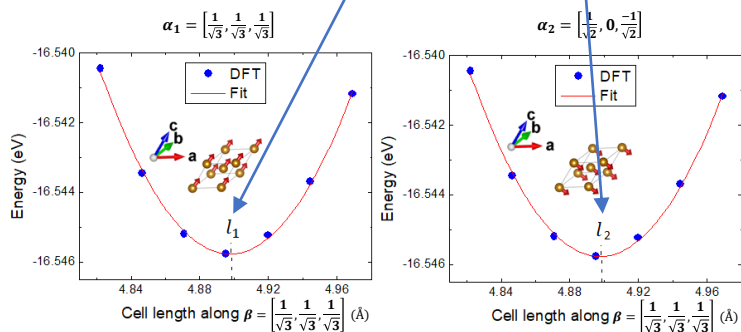 α₁ = [1/√3, 1/√3, 1/√3]
-16.540
-16.542
-16.544
-16.546
Energy (eV)
DFT
Fit
c
b
a
l₁
4.84 4.88 4.92 4.96
Cell length along β = [1/√3, 1/√3, 1/√3] (Å)
α₂ = [1/√2, 0, -1/√2]
-16.540
-16.542
-16.544
-16.546
Energy (eV)
DFT
Fit
c
b
a
l₂
4.84 4.88 4.92 4.96
Cell length along β = [1/√3, 1/√3, 1/√3] (Å)